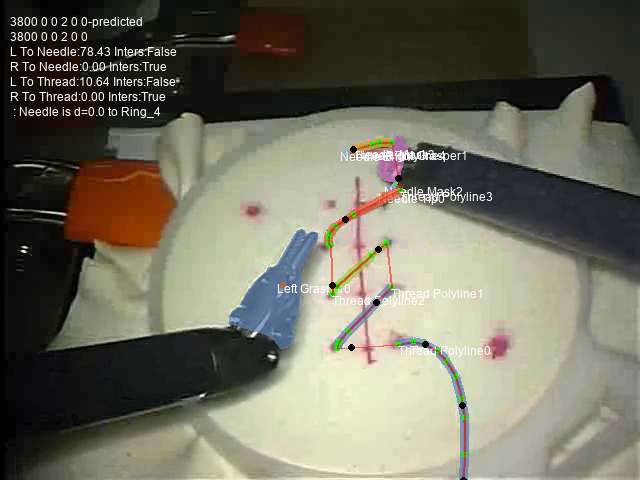 3800 0 0 2 0 0-predicted
3800 0 0 2 0 0
L To Needle:78.43 Inters:False
R To Needle:0.00 Inters:True
L To Thread:10.64 Inters:False
R To Thread:0.00 Inters:True
: Needle is d=0.0 to Ring_4
Needle Mask2
Thread Polyline3
Left Grasper0
Thread Polyline1
Thread Polyline2
Thread Polyline0